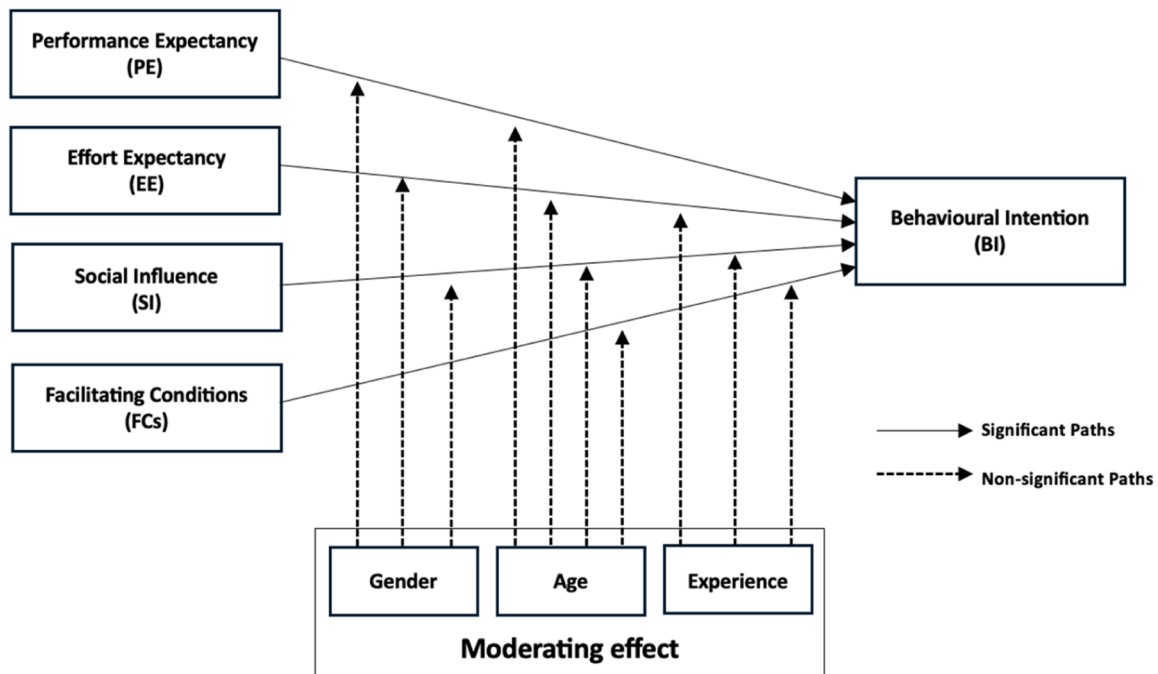 Performance Expectancy
(PE)
Effort Expectancy
(EE)
Social Influence
(SI)
Facilitating Conditions
(FCs)
Behavioural Intention
(BI)
Significant Paths
Non-significant Paths
Gender
Age
Experience
Moderating effect